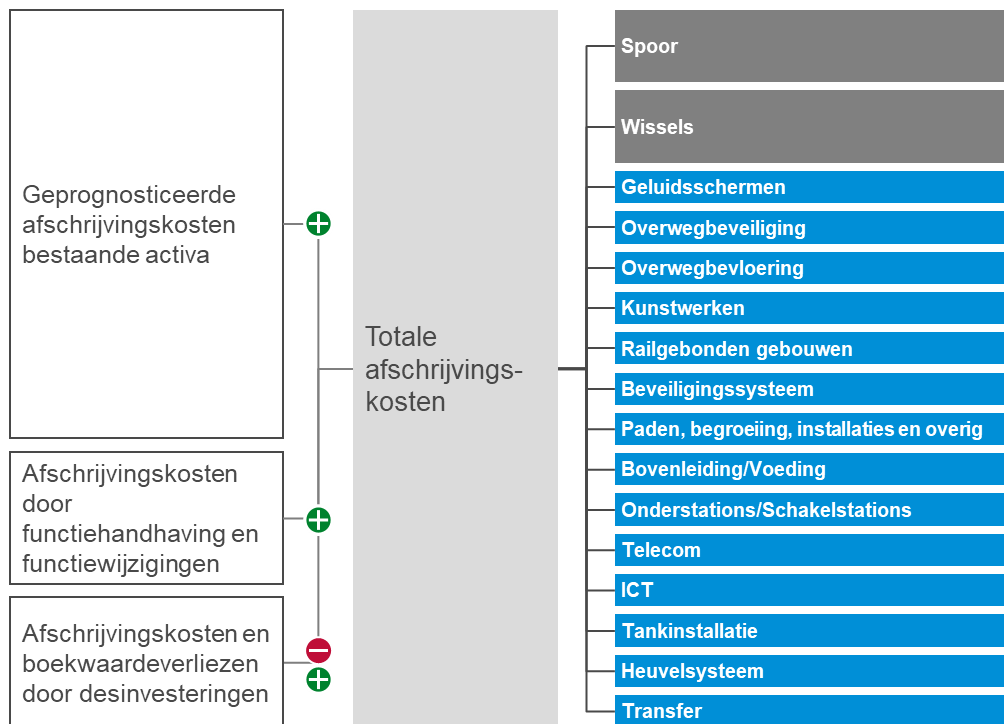 Geprognosticeerde
afschrijvingskosten
bestaande activa
Afschrijvingskosten
door
functiehandhaving en
functiewijzigingen
Afschrijvingskosten en
boekwaardeverliezen
door desinvesteringen
Totale
afschrijvings-
kosten
Spoor
Wissels
Geluidsschermen
Overwegbeveiliging
Overwegbevloering
Kunstwerken
Railgebonden gebouwen
Beveiligingssysteem
Paden, begroeiing, installaties en overig
Bovenleiding/Voeding
Onderstations/Schakelstations
Telecom
ICT
Tankinstallatie
Heuvelsysteem
Transfer